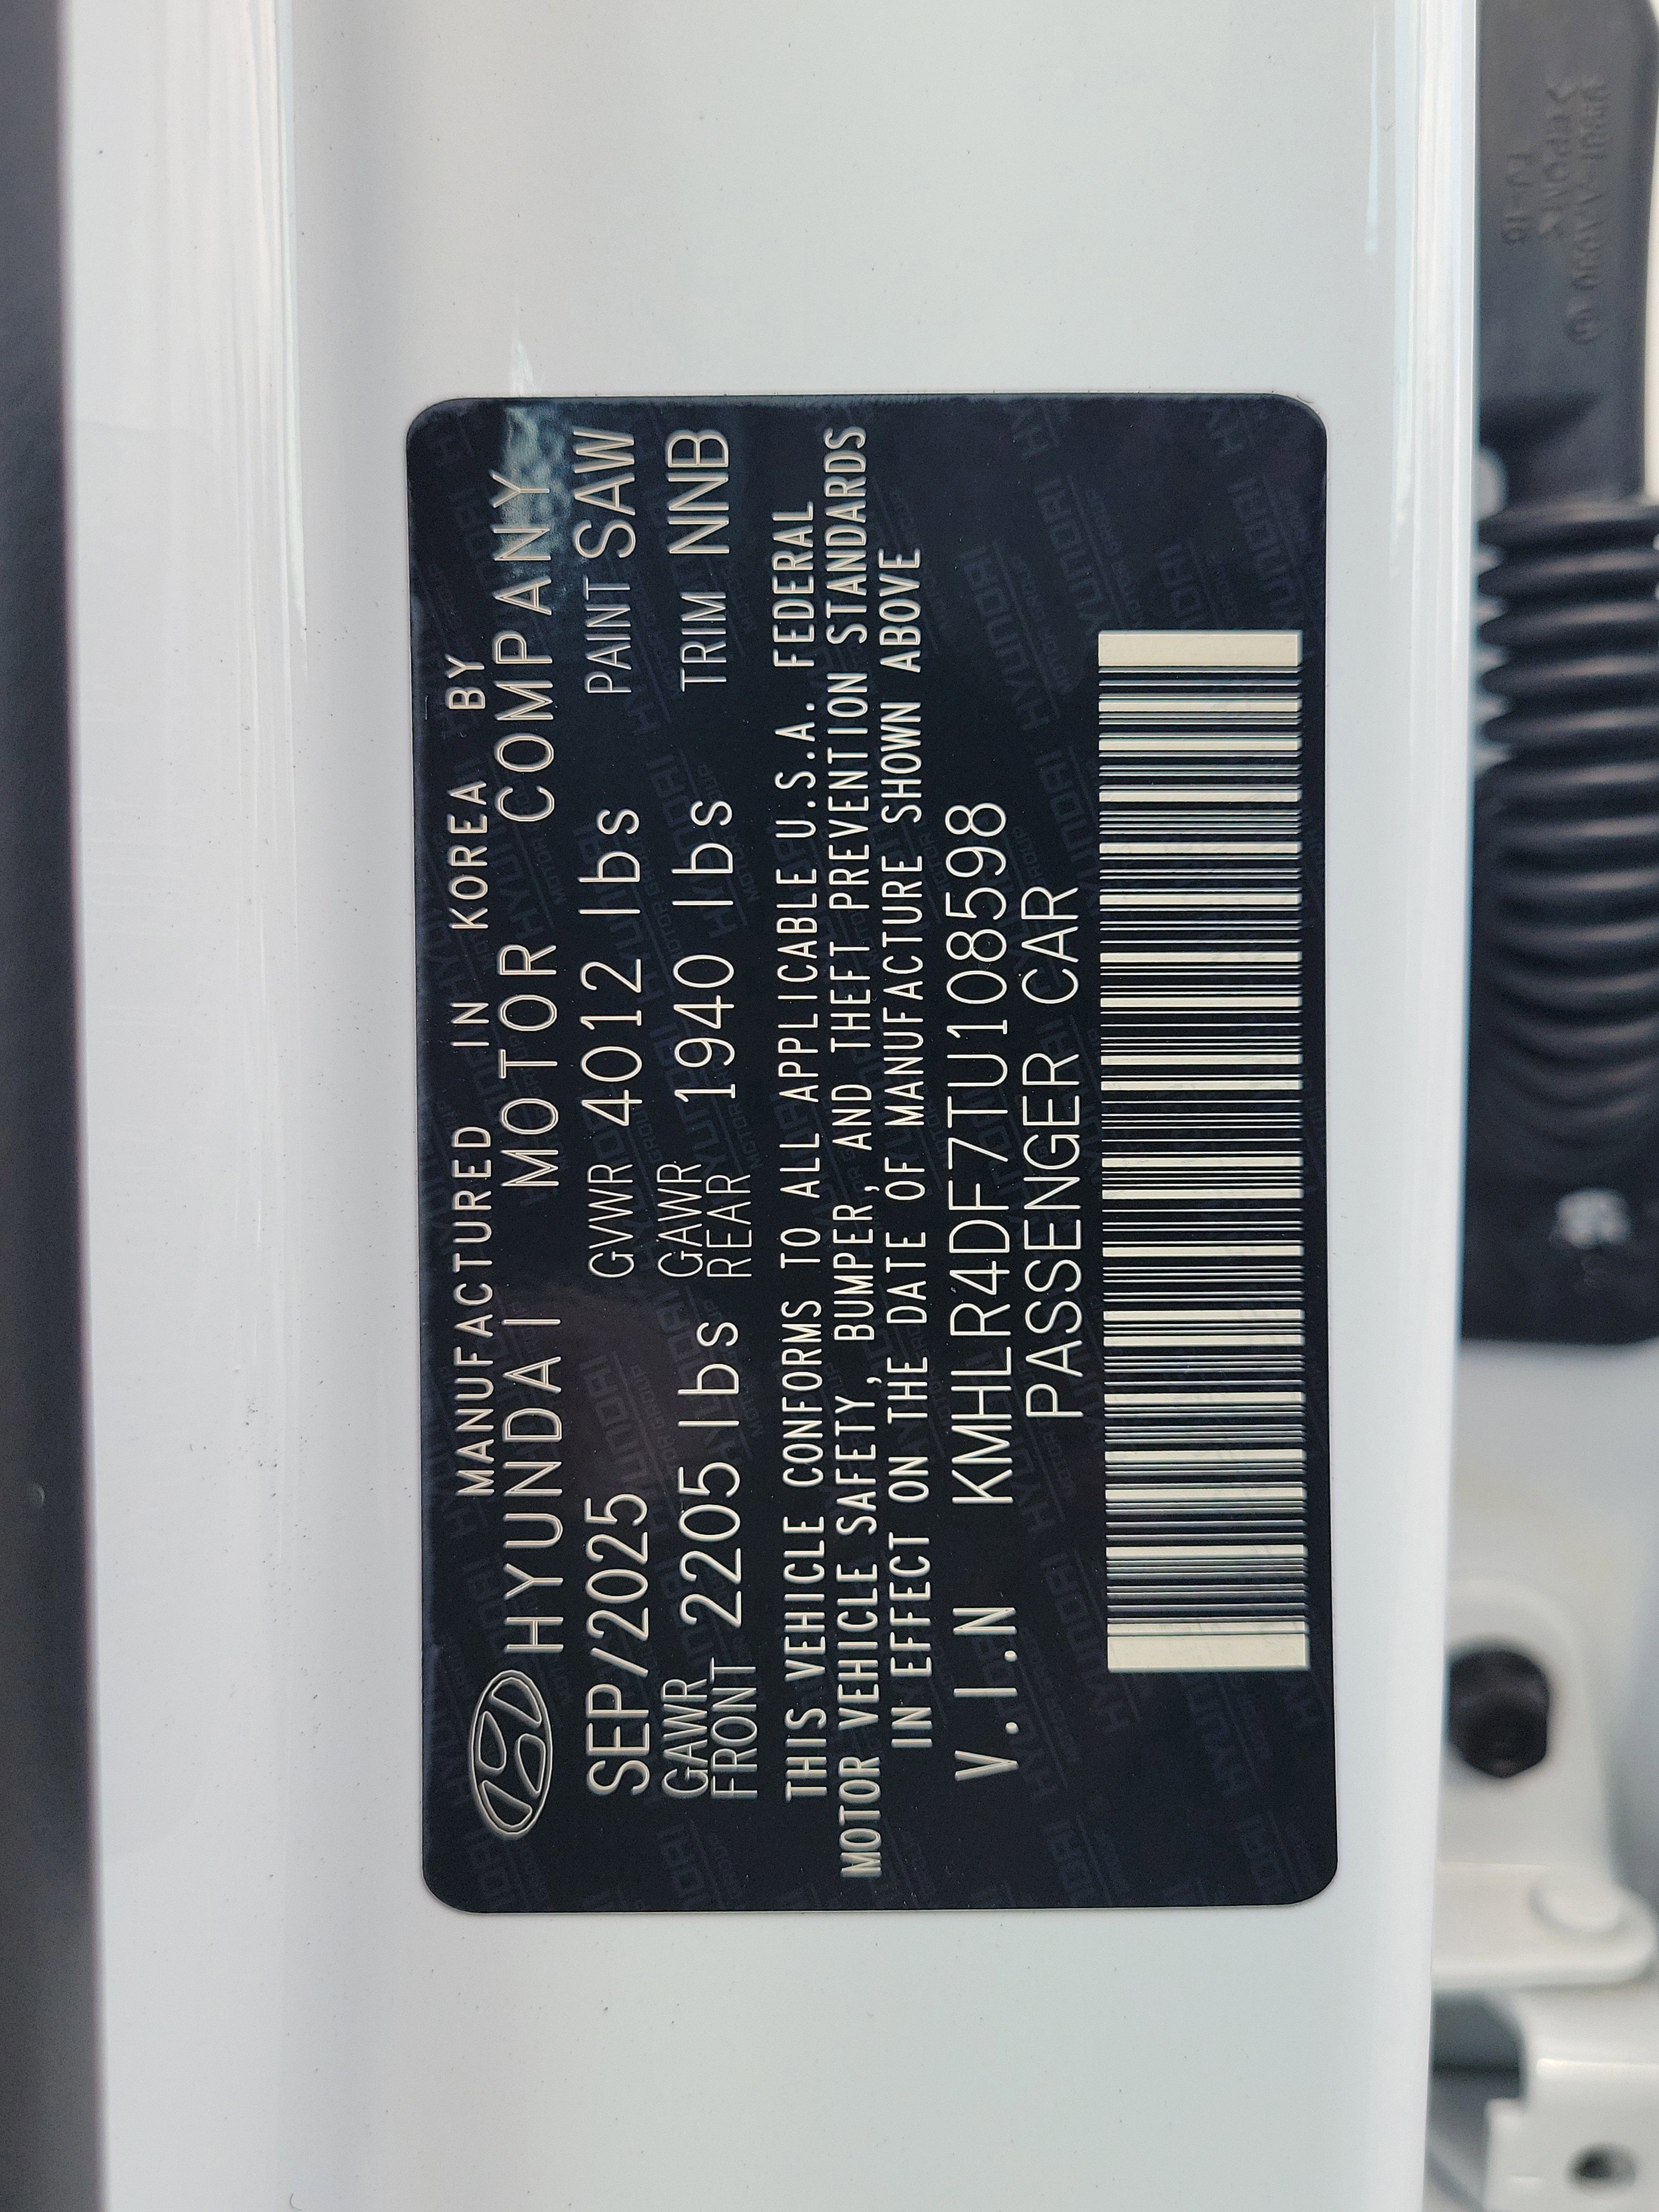 MANUFACTURED IN KOREA BY
HYUNDAI MOTOR COMPANY
SEP/2025 GVWR 4012 lbs PAINT SAW
GAWR FRONT 2205 lbs GAWR REAR 1940 lbs TRIM NNB
THIS VEHICLE CONFORMS TO ALL APPLICABLE U.S.A. FEDERAL
MOTOR VEHICLE SAFETY, BUMPER, AND THEFT PREVENTION STANDARDS
IN EFFECT ON THE DATE OF MANUFACTURE SHOWN ABOVE
V.I.N KMHLR4DF7TU108598
PASSENGER CAR